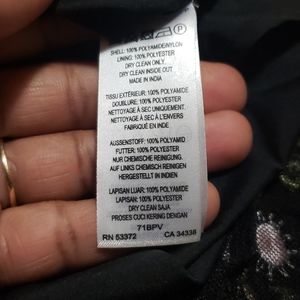 SHELL: 100% POLYAMIDE/NYLON
LINING: 100% POLYESTER
DRY CLEAN ONLY
DRY CLEAN INSIDE OUT
MADE IN INDIA
TISSU EXTÉRIEUR: 100% POLYAMIDE
DOUBLURE: 100% POLYESTER
NETTOYAGE À SEC UNIQUEMENT
NETTOYAGE À SEC À L'ENVERS
FABRIQUÉ EN INDE
AUSSENSTOFF: 100% POLYAMID
FUTTER: 100% POLYESTER
NUR CHEMISCHE REINIGUNG
AUF LINKS CHEMISCH REINIGEN
HERGESTELLT IN INDIEN
LAPISAN LUAR: 100% POLYAMIDE
LAPISAN: 100% POLYESTER
DRY CLEAN SAJA
PROSES CUCI KERING DENGAN
71BPV
RN 53372 CA 34338